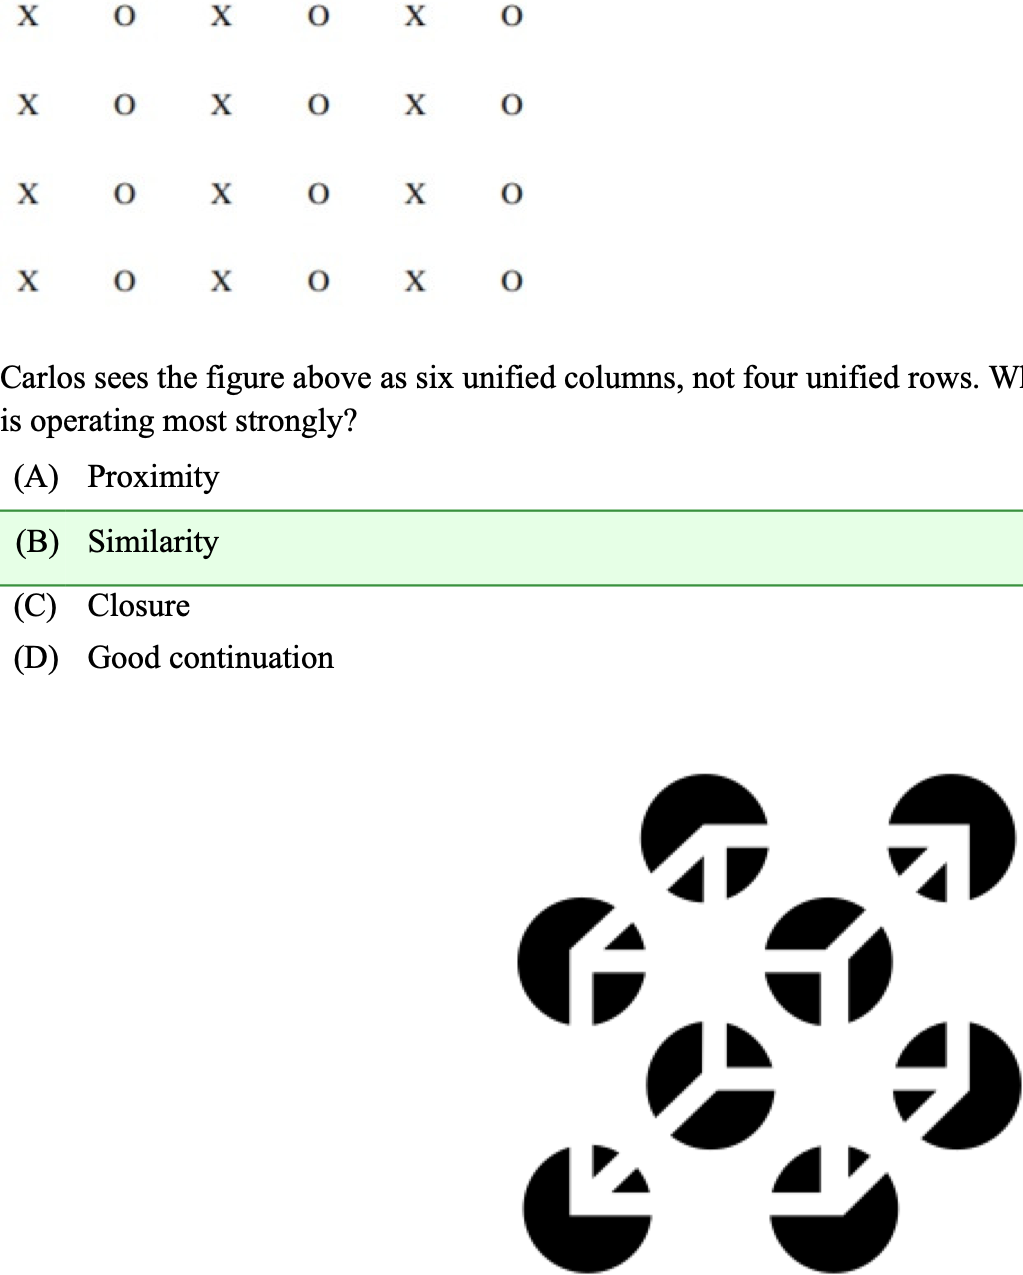 X O X O X O
X O X O X O
X O X O X O
X O X O X O
Carlos sees the figure above as six unified columns, not four unified rows.
is operating most strongly?
(A) Proximity
(B) Similarity
(C) Closure
(D) Good continuation